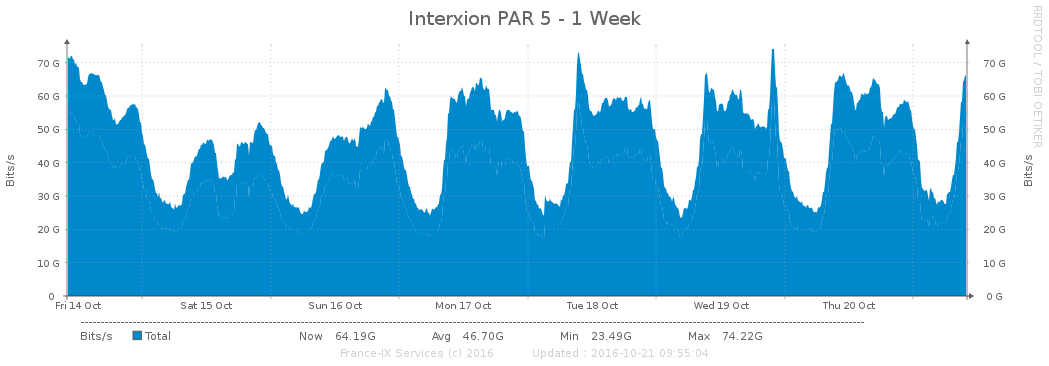 Interxion PAR 5 - 1 Week
RRDTOOL / TOBI OETIKER
Bits/s
70 G 70 G
60 G 60 G
50 G 50 G
40 G 40 G
30 G 30 G
20 G 20 G
10 G 10 G
0 0 G
Bits/s
Fri 14 Oct Sat 15 Oct Sun 16 Oct Mon 17 Oct Tue 18 Oct Wed 19 Oct Thu 20 Oct
Bits/s Total Now 64.19G Avg 46.70G Min 23.49G Max 74.22G
France-IX Services (c) 2016 Updated : 2016-10-21 09:55:04